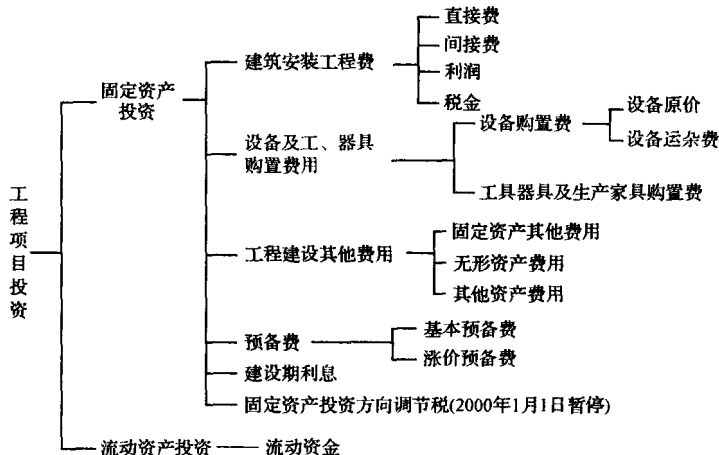 工程项目投资
固定资产
投资
建筑安装工程费
直接费
间接费
利润
税金
设备及工、器具
购置费用
设备购置费
设备原价
设备运杂费
工具器具及生产家具购置费
工程建设其他费用
固定资产其他费用
无形资产费用
其他资产费用
预备费
基本预备费
涨价预备费
建设期利息
固定资产投资方向调节税(2000年1月1日暂停)
流动资产投资
流动资金